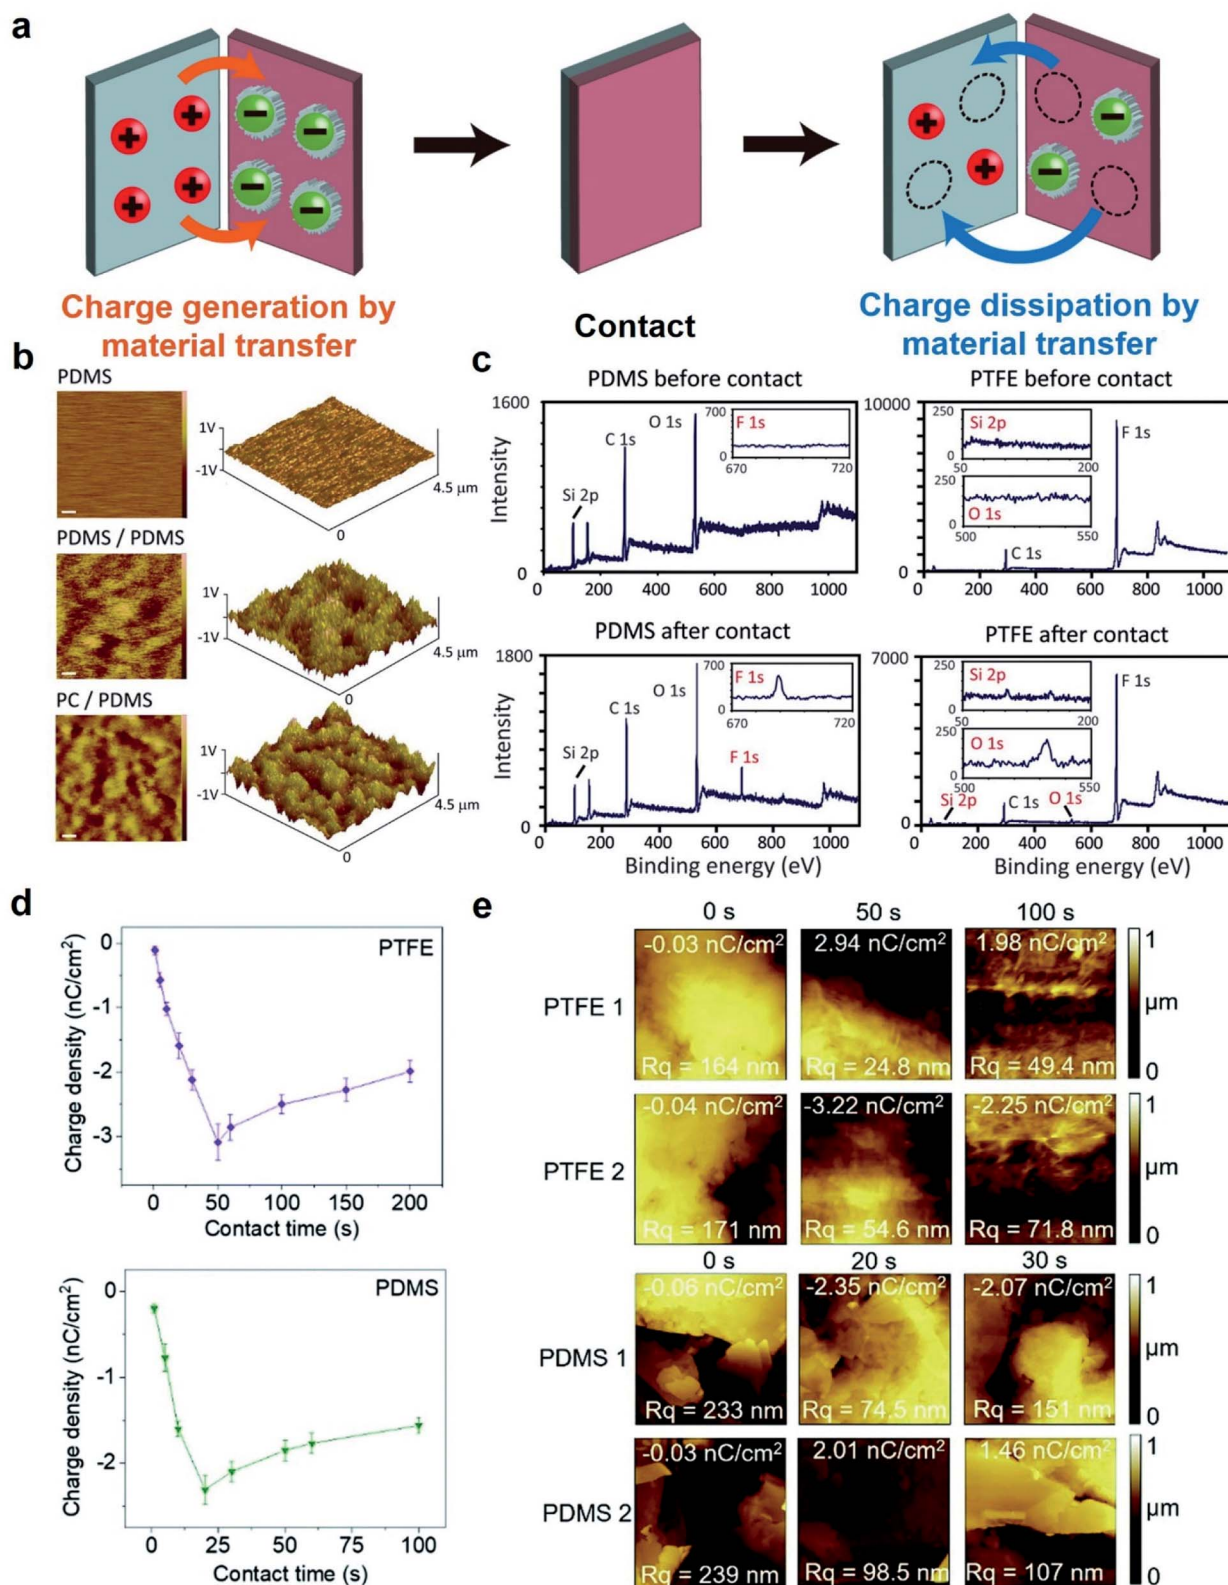 a
Charge generation by
material transfer
Contact
Charge dissipation by
material transfer
b
PDMS
1V
-1V
4.5 μm
0
PDMS / PDMS
1V
-1V
4.5 μm
0
PC / PDMS
1V
-1V
4.5 μm
0
c
PDMS before contact
1600
Intensity
0
Si 2p
C 1s
O 1s
700
F 1s
0
670 720
0 200 400 600 800 1000
PTFE before contact
10000
0
250
Si 2p
0
50 200
250
O 1s
0
500 550
C 1s
F 1s
0 200 400 600 800 1000
PDMS after contact
1800
Intensity
0
Si 2p
C 1s
O 1s
700
F 1s
0
670 720
F 1s
0 200 400 600 800 1000
Binding energy (eV)
PTFE after contact
7000
0
250
Si 2p
0
50 200
250
O 1s
0
500 550
Si 2p
C 1s
O 1s
F 1s
0 200 400 600 800 1000
Binding energy (eV)
d
PTFE
Charge density (nC/cm²)
0
-1
-2
-3
0 50 100 150 200
Contact time (s)
PDMS
Charge density (nC/cm²)
0
-1
-2
0 25 50 75 100
Contact time (s)
e
0 s 50 s 100 s
PTFE 1
-0.03 nC/cm² 2.94 nC/cm² 1.98 nC/cm²
Rq = 164 nm Rq = 24.8 nm Rq = 49.4 nm
1
μm
0
PTFE 2
-0.04 nC/cm² -3.22 nC/cm² -2.25 nC/cm²
Rq = 171 nm Rq = 54.6 nm Rq = 71.8 nm
1
μm
0
0 s 20 s 30 s
PDMS 1
-0.06 nC/cm² -2.35 nC/cm² -2.07 nC/cm²
Rq = 233 nm Rq = 74.5 nm Rq = 151 nm
1
μm
0
PDMS 2
-0.03 nC/cm² 2.01 nC/cm² 1.46 nC/cm²
Rq = 239 nm Rq = 98.5 nm Rq = 107 nm
1
μm
0